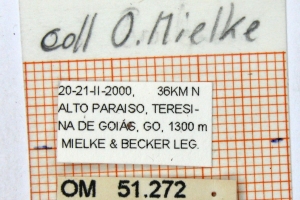 coll O. Mielke
20-21-II-2000, 36KM N
ALTO PARAISO, TERESI-
NA DE GOIÁS, GO, 1300 m
MIELKE & BECKER LEG.
OM 51.272